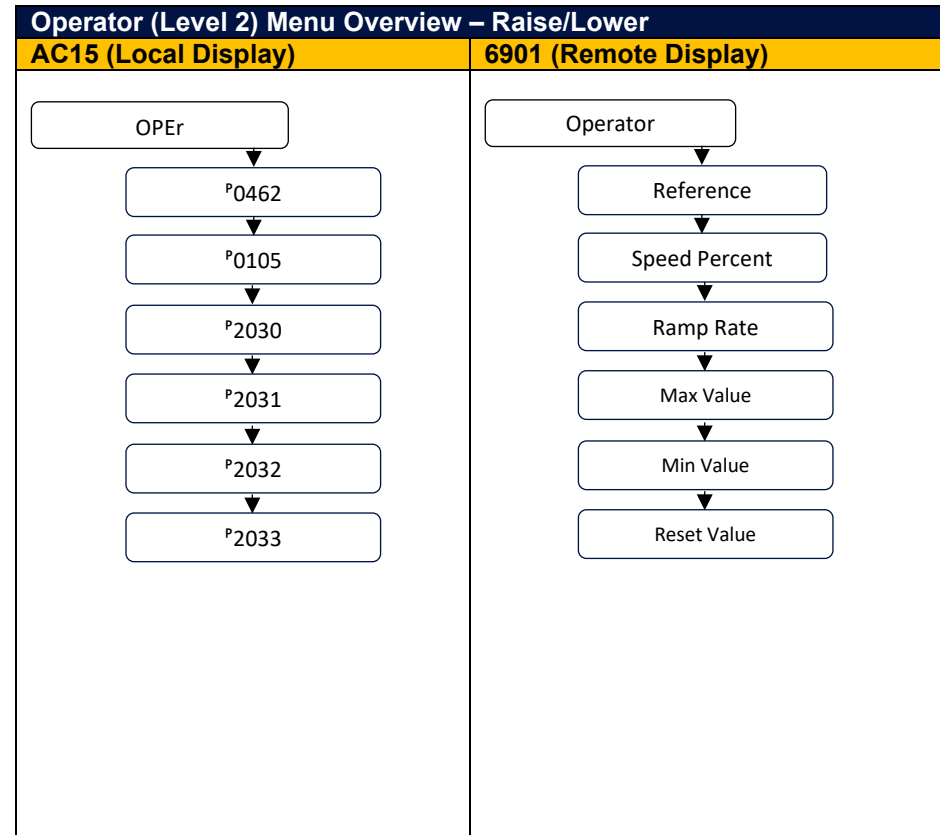 Operator (Level 2) Menu Overview – Raise/Lower
AC15 (Local Display)
6901 (Remote Display)
OPEr
ᴾ0462
ᴾ0105
ᴾ2030
ᴾ2031
ᴾ2032
ᴾ2033
Operator
Reference
Speed Percent
Ramp Rate
Max Value
Min Value
Reset Value